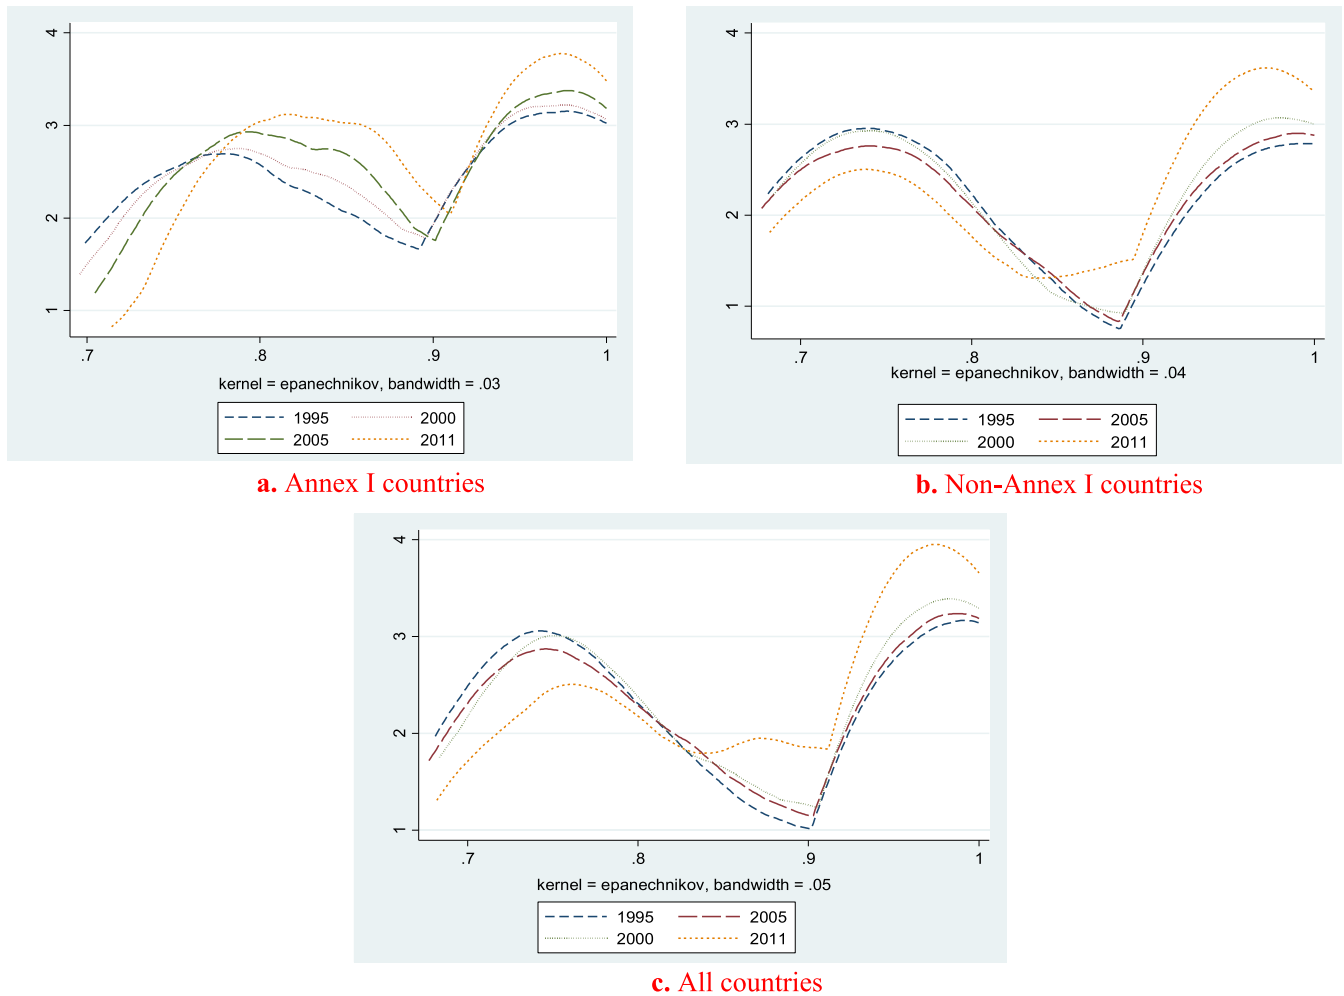 4
3
2
1
.7 .8 .9 1
kernel = epanechnikov, bandwidth = .03
1995 2000
2005 2011
a. Annex I countries
4
3
2
1
.7 .8 .9 1
kernel = epanechnikov, bandwidth = .04
1995 2005
2000 2011
b. Non-Annex I countries
4
3
2
1
.7 .8 .9 1
kernel = epanechnikov, bandwidth = .05
1995 2005
2000 2011
c. All countries